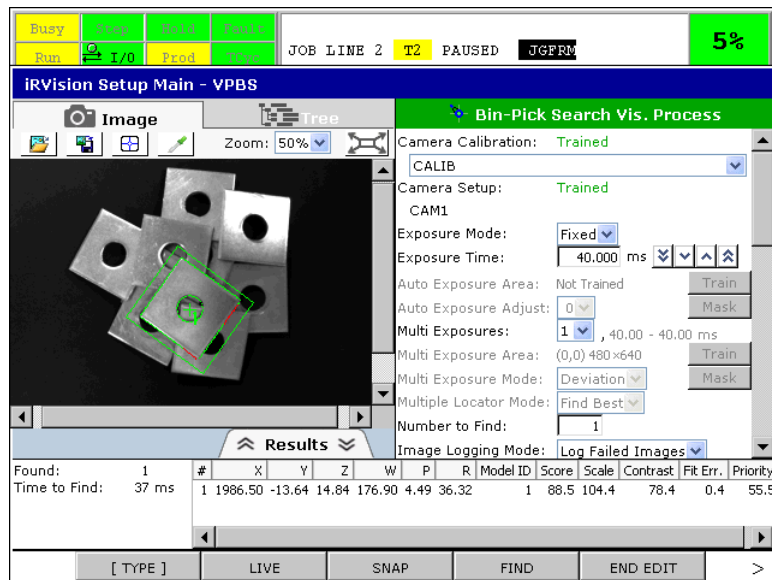 Busy Step Hold Fault
Run I/O Prod TCyc
JOB LINE 2 T2 PAUSED JGFRM
5%
iRVision Setup Main - VPBS
Image Tree
Bin-Pick Search Vis. Process
Zoom: 50%
Camera Calibration: Trained
CALIB
Camera Setup: Trained
CAM1
Exposure Mode: Fixed
Exposure Time: 40.000 ms
Auto Exposure Area: Not Trained Train
Auto Exposure Adjust: 0 Mask
Multi Exposures: 1 , 40.00 - 40.00 ms
Multi Exposure Area: (0,0) 480×640 Train
Multi Exposure Mode: Deviation Mask
Multiple Locator Mode: Find Best
Number to Find: 1
Image Logging Mode: Log Failed Images
Results
Found: 1
Time to Find: 37 ms
# X Y Z W P R Model ID Score Scale Contrast Fit Err. Priority
1 1986.50 -13.64 14.84 176.90 4.49 36.32 1 88.5 104.4 78.4 0.4 55.5
[ TYPE ] LIVE SNAP FIND END EDIT >